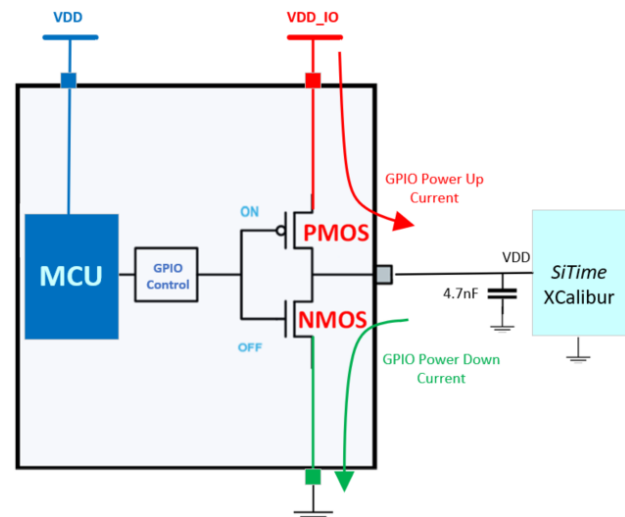 VDD
VDD_IO
GPIO Power Up
Current
ON
PMOS
MCU
GPIO
Control
VDD
SiTime
XCalibur
4.7nF
NMOS
OFF
GPIO Power Down
Current